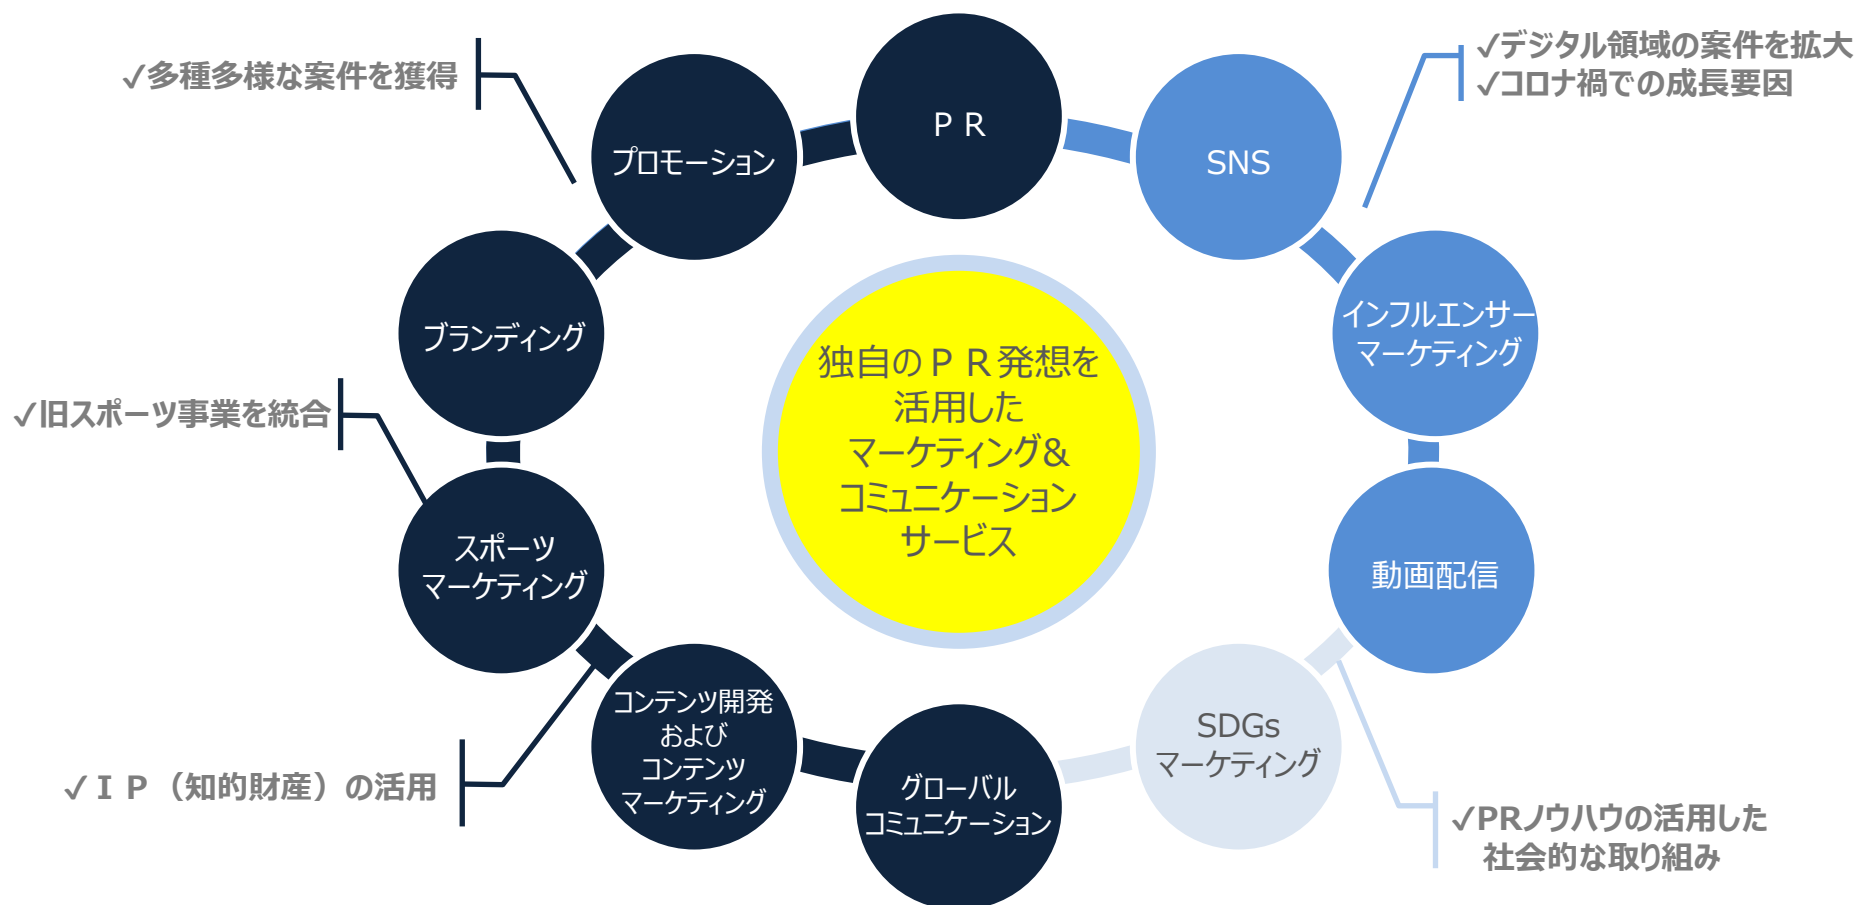 ✓多種多様な案件を獲得
✓デジタル領域の案件を拡大
✓コロナ禍での成長要因
ＰＲ
プロモーション
SNS
ブランディング
インフルエンサー
マーケティング
独自のＰＲ発想を
活用した
マーケティング&
コミュニケーション
サービス
✓旧スポーツ事業を統合
スポーツ
マーケティング
動画配信
コンテンツ開発
および
コンテンツ
マーケティング
SDGs
マーケティング
グローバル
コミュニケーション
✓ＩＰ（知的財産）の活用
✓PRノウハウの活用した
社会的な取り組み